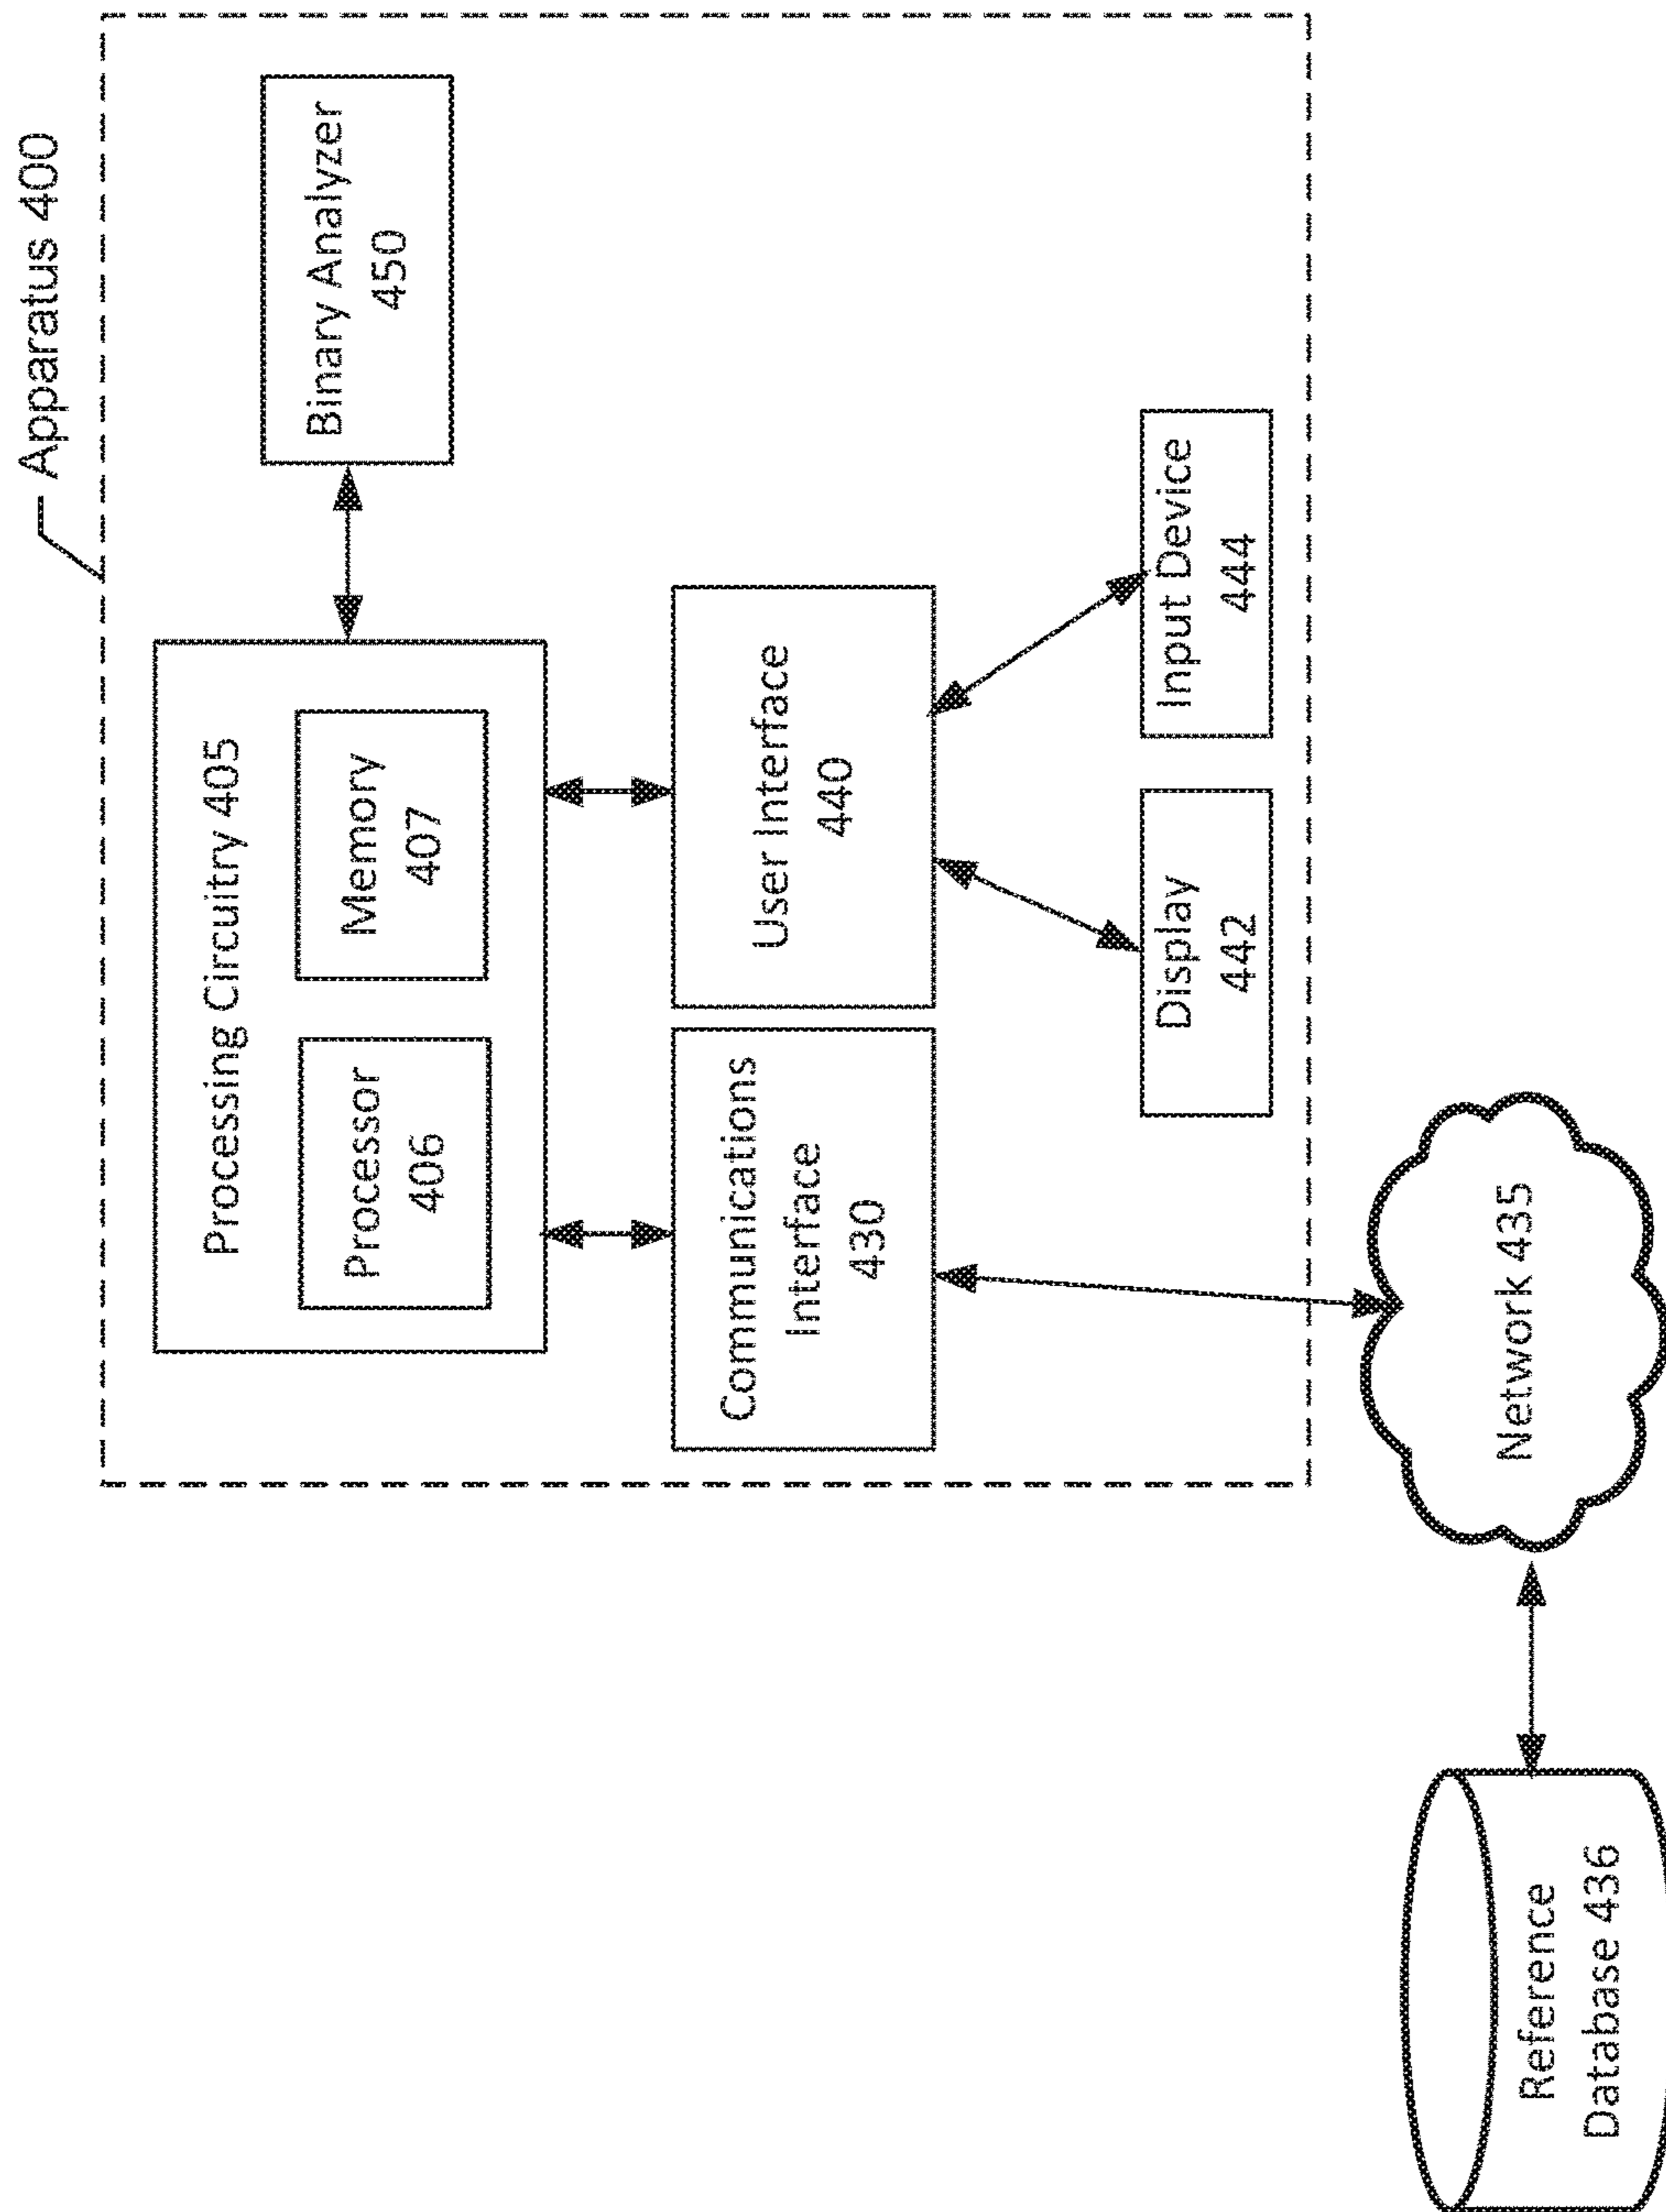 Apparatus 400
Processing Circuitry 405
Processor
406
Memory
407
Binary Analyzer
450
Communications
Interface
430
User Interface
440
Display
442
Input Device
444
Network 435
Reference
Database 436